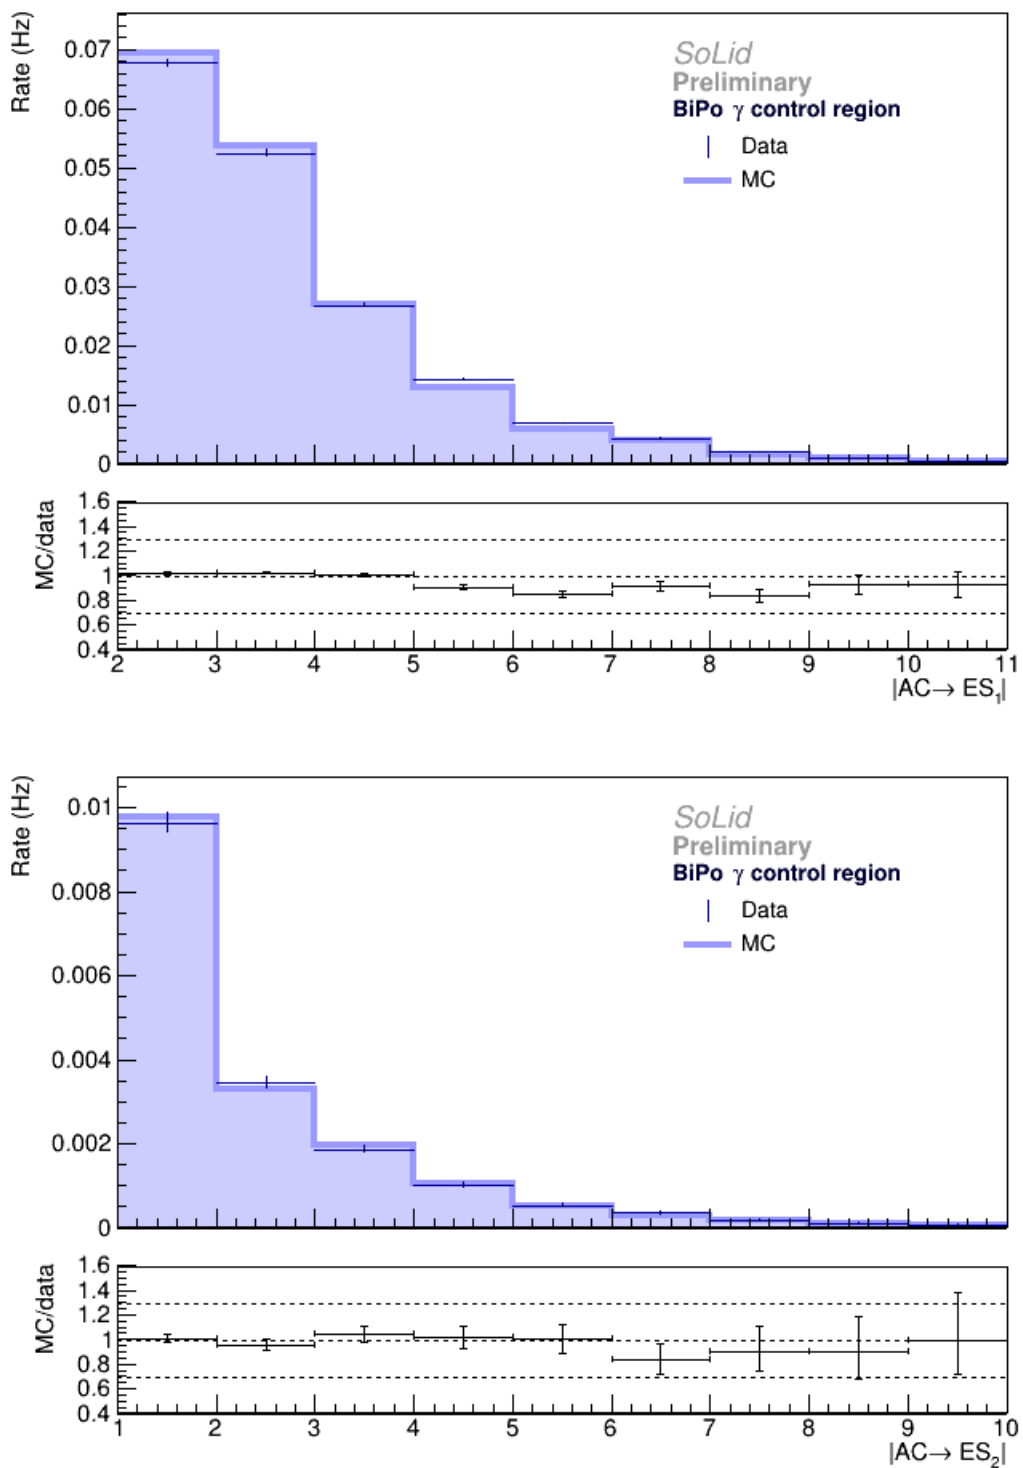 Rate (Hz)
0.07
0.06
0.05
0.04
0.03
0.02
0.01
0
SoLid
Preliminary
BiPo γ control region
Data
MC
MC/data
1.6
1.4
1.2
1
0.8
0.6
0.4
2 3 4 5 6 7 8 9 10 11
|AC→ ES₁|
Rate (Hz)
0.01
0.008
0.006
0.004
0.002
0
SoLid
Preliminary
BiPo γ control region
Data
MC
MC/data
1.6
1.4
1.2
1
0.8
0.6
0.4
1 2 3 4 5 6 7 8 9 10
|AC→ ES₂|